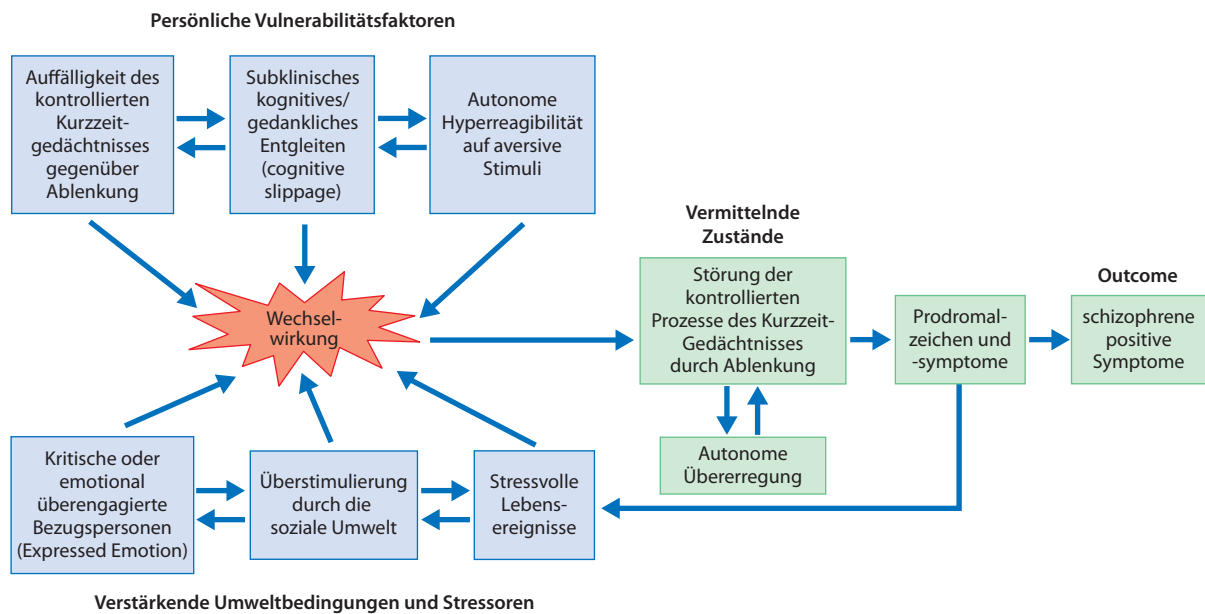 Persönliche Vulnerabilitätsfaktoren
Auffälligkeit des
kontrollierten
Kurzzeit-
gedächtnisses
gegenüber
Ablenkung
Subklinisches
kognitives/
gedankliches
Entgleiten
(cognitive
slippage)
Autonome
Hyperreagibilität
auf aversive
Stimuli
Wechsel-
wirkung
Vermittelnde
Zustände
Störung der
kontrollierten
Prozesse des Kurzzeit-
Gedächtnisses
durch Ablenkung
Autonome
Übererregung
Prodromal-
zeichen und
-symptome
Outcome
schizophrene
positive
Symptome
Kritische oder
emotional
überengagierte
Bezugspersonen
(Expressed Emotion)
Überstimulierung
durch die
soziale Umwelt
Stressvolle
Lebens-
ereignisse
Verstärkende Umweltbedingungen und Stressoren